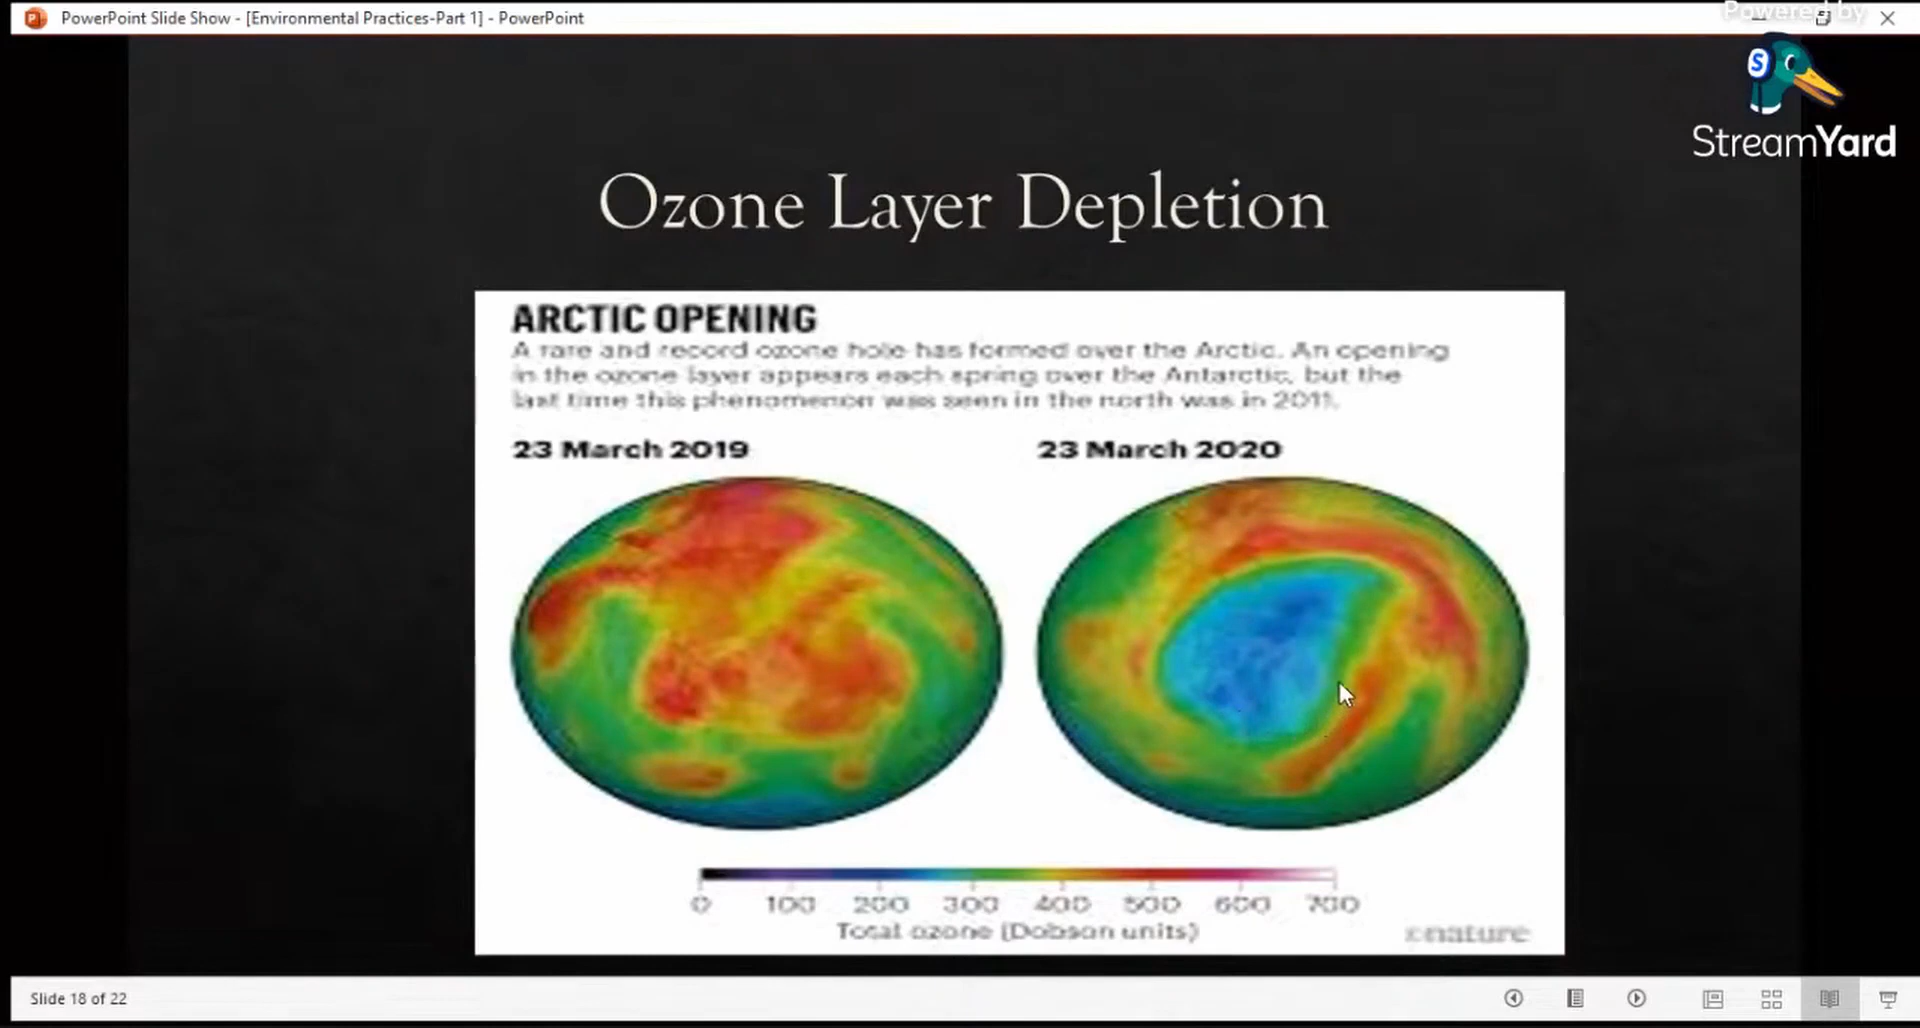 PowerPoint Slide Show - [Environmental Practices-Part 1] - PowerPoint
Powered by
S
StreamYard
Ozone Layer Depletion
ARCTIC OPENING
A rare and record ozone hole has formed over the Arctic. An opening
in the ozone layer appears each spring over the Antarctic, but the
last time this phenomenon was seen in the north was in 2011.
23 March 2019 23 March 2020
0 100 200 300 400 500 600 700
Total ozone (Dobson units)
©nature
Slide 18 of 22